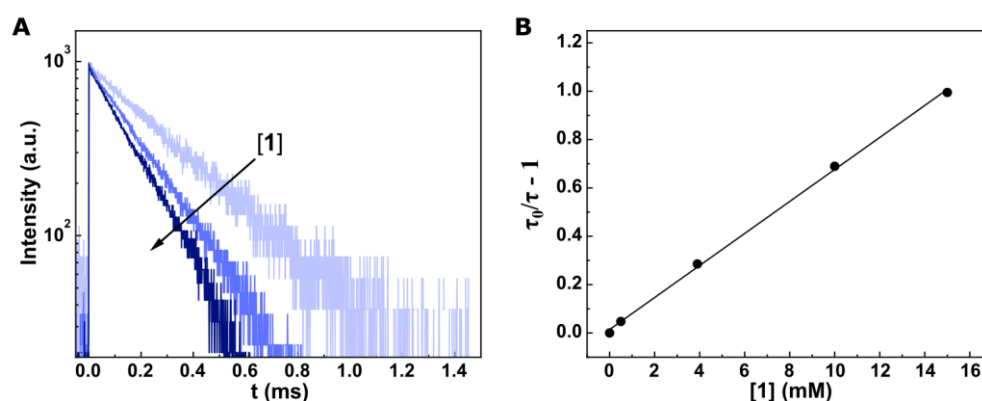 A
Intensity (a.u.)
10³
10²
[1]
0.0 0.2 0.4 0.6 0.8 1.0 1.2 1.4
t (ms)
B
τ₀/τ - 1
1.2
1.0
0.8
0.6
0.4
0.2
0.0
0 2 4 6 8 10 12 14 16
[1] (mM)